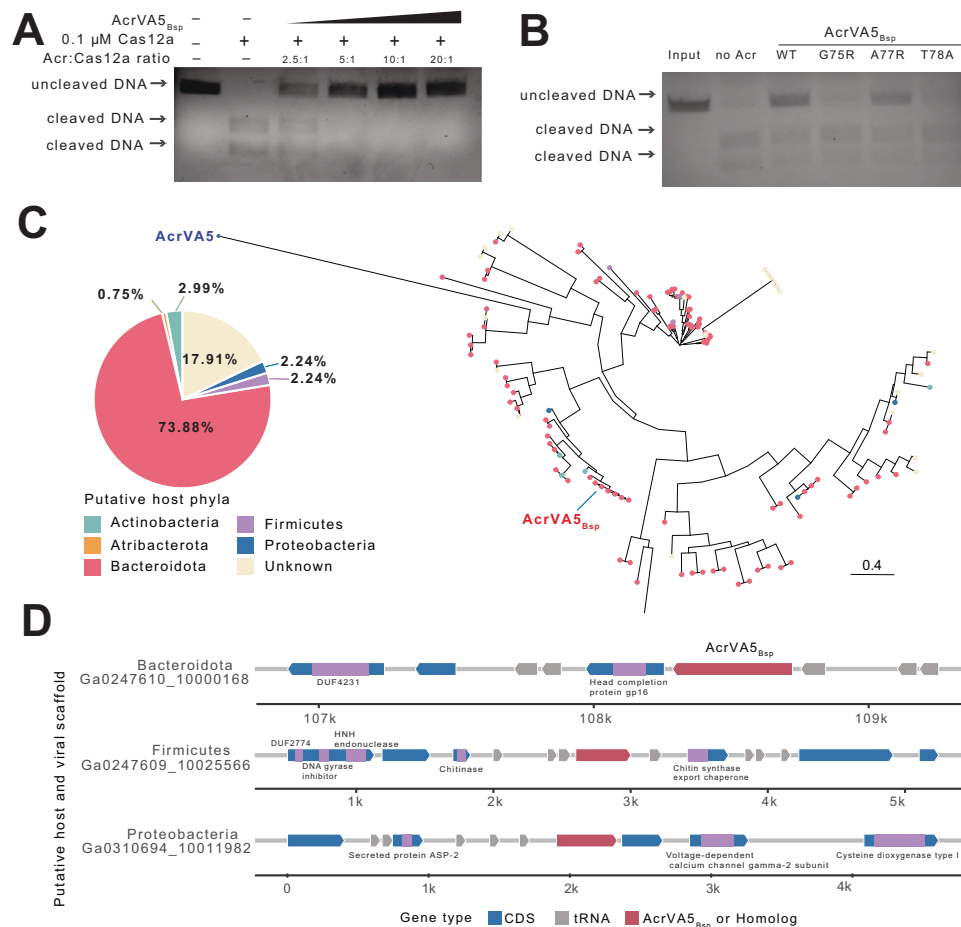 A
AcrVA5Bsp – –
0.1 µM Cas12a – + + + + +
Acr:Cas12a ratio – – 2.5:1 5:1 10:1 20:1
uncleaved DNA →
cleaved DNA →
cleaved DNA →
B
AcrVA5Bsp
Input no Acr WT G75R A77R T78A
uncleaved DNA →
cleaved DNA →
cleaved DNA →
C
AcrVA5
0.75%
2.99%
17.91%
2.24%
2.24%
73.88%
Putative host phyla
Actinobacteria
Atribacterota
Bacteroidota
Firmicutes
Proteobacteria
Unknown
AcrVA5Bsp
0.4
D
Putative host and viral scaffold
AcrVA5Bsp
Bacteroidota
Ga0247610_10000168
DUF4231
Head completion
protein gp16
107k 108k 109k
Firmicutes
Ga0247609_10025566
DUF2774
HNH
endonuclease
DNA gyrase
inhibitor
Chitinase
Chitin synthase
export chaperone
1k 2k 3k 4k 5k
Proteobacteria
Ga0310694_10011982
Secreted protein ASP-2
Voltage-dependent
calcium channel gamma-2 subunit
Cysteine dioxygenase type I
0 1k 2k 3k 4k
Gene type CDS tRNA AcrVA5Bsp or Homolog